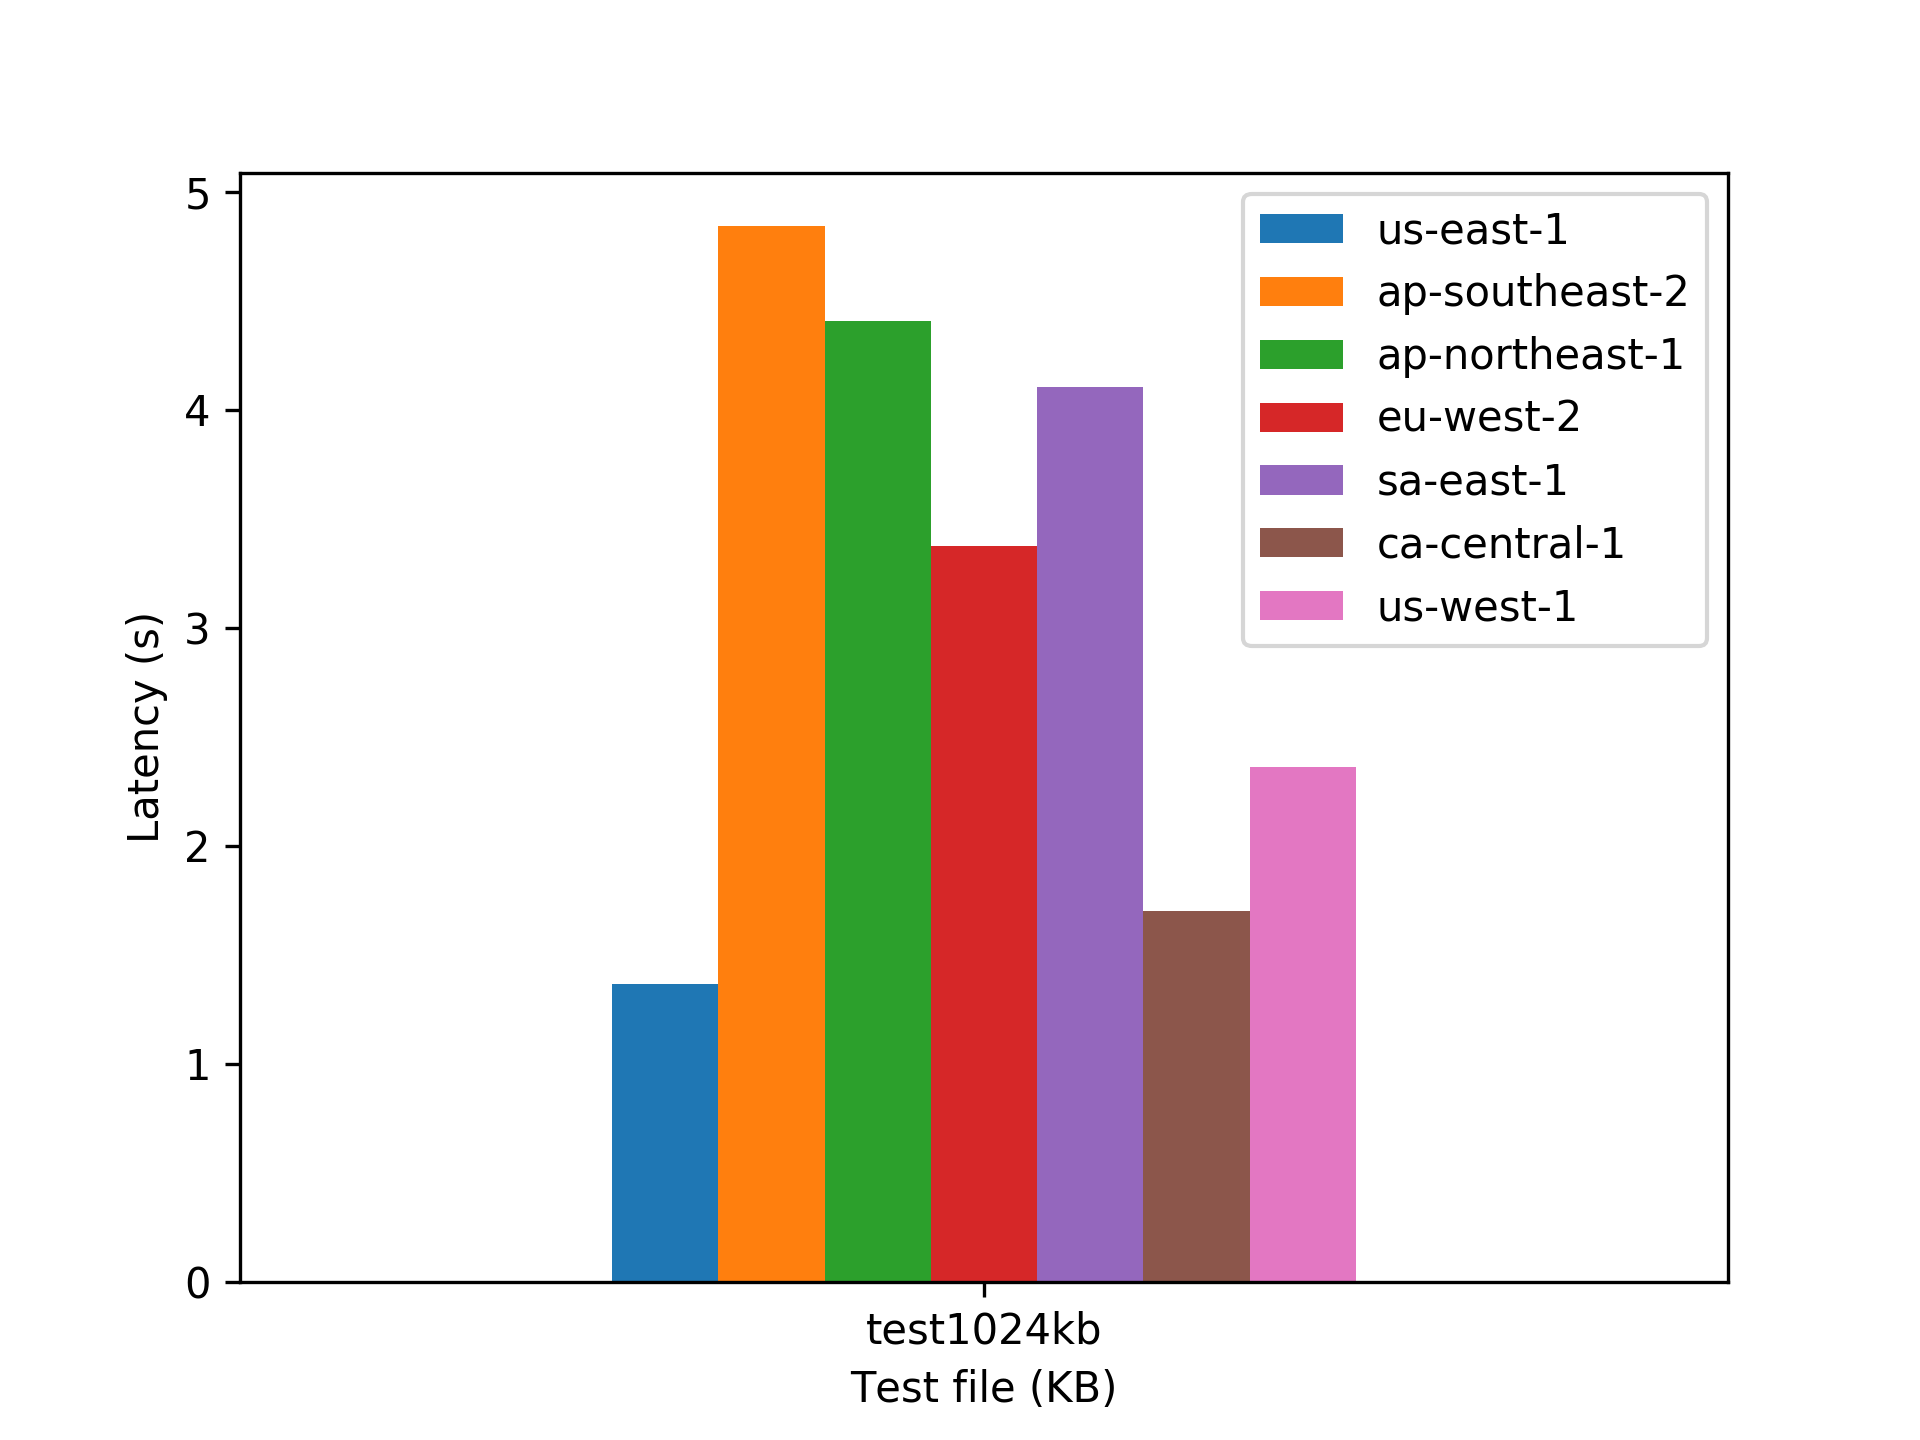 5
4
3
2
1
0
Latency (s)
us-east-1
ap-southeast-2
ap-northeast-1
eu-west-2
sa-east-1
ca-central-1
us-west-1
test1024kb
Test file (KB)